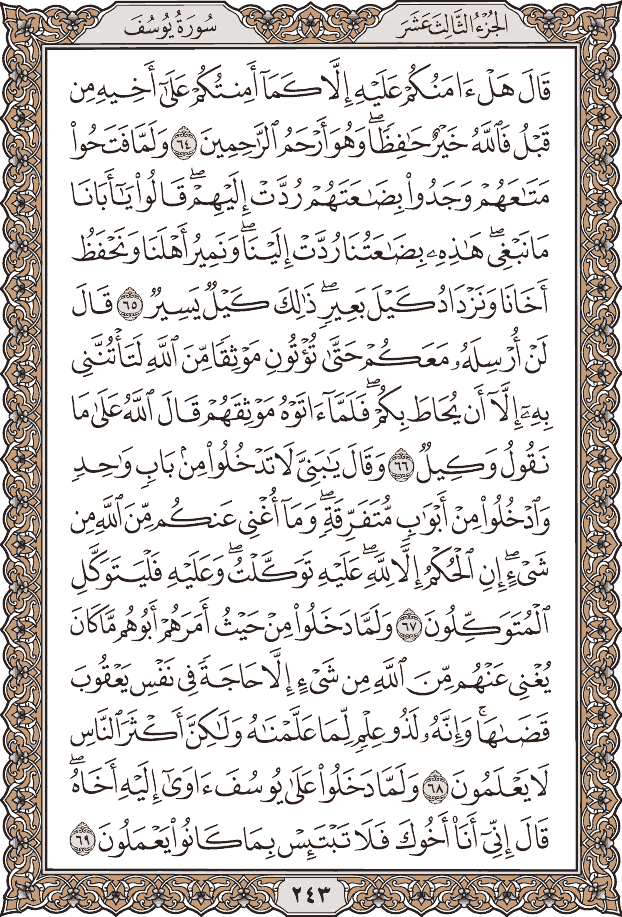 الجُزْءُ الثَّالِثَ عَشَرَ
سُورَةُ يُوسُفَ
قَالَ هَلْ ءَامَنُكُمْ عَلَيْهِ إِلَّا كَمَآ أَمِنتُكُمْ عَلَىٰٓ أَخِيهِ مِن
قَبْلُ فَٱللَّهُ خَيْرٌ حَٰفِظًاۖ وَهُوَ أَرْحَمُ ٱلرَّٰحِمِينَ ٦٤ وَلَمَّا فَتَحُوا۟
مَتَٰعَهُمْ وَجَدُوا۟ بِضَٰعَتَهُمْ رُدَّتْ إِلَيْهِمْۖ قَالُوا۟ يَٰٓأَبَانَا
مَا نَبْغِىۖ هَٰذِهِۦ بِضَٰعَتُنَا رُدَّتْ إِلَيْنَاۖ وَنَمِيرُ أَهْلَنَا وَنَحْفَظُ
أَخَانَا وَنَزْدَادُ كَيْلَ بَعِيرٍۖ ذَٰلِكَ كَيْلٌ يَسِيرٌ ٦٥ قَالَ
لَنْ أُرْسِلَهُۥ مَعَكُمْ حَتَّىٰ تُؤْتُونِ مَوْثِقًا مِّنَ ٱللَّهِ لَتَأْتُنَّنِى
بِهِۦٓ إِلَّآ أَن يُحَاطَ بِكُمْۖ فَلَمَّآ ءَاتَوْهُ مَوْثِقَهُمْ قَالَ ٱللَّهُ عَلَىٰ مَا
نَقُولُ وَكِيلٌ ٦٦ وَقَالَ يَٰبَنِىَّ لَا تَدْخُلُوا۟ مِنۢ بَابٍ وَٰحِدٍ
وَٱدْخُلُوا۟ مِنْ أَبْوَٰبٍ مُّتَفَرِّقَةٍۖ وَمَآ أُغْنِى عَنكُم مِّنَ ٱللَّهِ مِن
شَىْءٍۖ إِنِ ٱلْحُكْمُ إِلَّا لِلَّهِۖ عَلَيْهِ تَوَكَّلْتُۖ وَعَلَيْهِ فَلْيَتَوَكَّلِ
ٱلْمُتَوَكِّلُونَ ٦٧ وَلَمَّا دَخَلُوا۟ مِنْ حَيْثُ أَمَرَهُمْ أَبُوهُم مَّا كَانَ
يُغْنِى عَنْهُم مِّنَ ٱللَّهِ مِن شَىْءٍ إِلَّا حَاجَةً فِى نَفْسِ يَعْقُوبَ
قَضَىٰهَاۚ وَإِنَّهُۥ لَذُو عِلْمٍ لِّمَا عَلَّمْنَٰهُ وَلَٰكِنَّ أَكْثَرَ ٱلنَّاسِ
لَا يَعْلَمُونَ ٦٨ وَلَمَّا دَخَلُوا۟ عَلَىٰ يُوسُفَ ءَاوَىٰٓ إِلَيْهِ أَخَاهُۖ
قَالَ إِنِّىٓ أَنَا۠ أَخُوكَ فَلَا تَبْتَئِسْ بِمَا كَانُوا۟ يَعْمَلُونَ ٦٩
٢٤٣